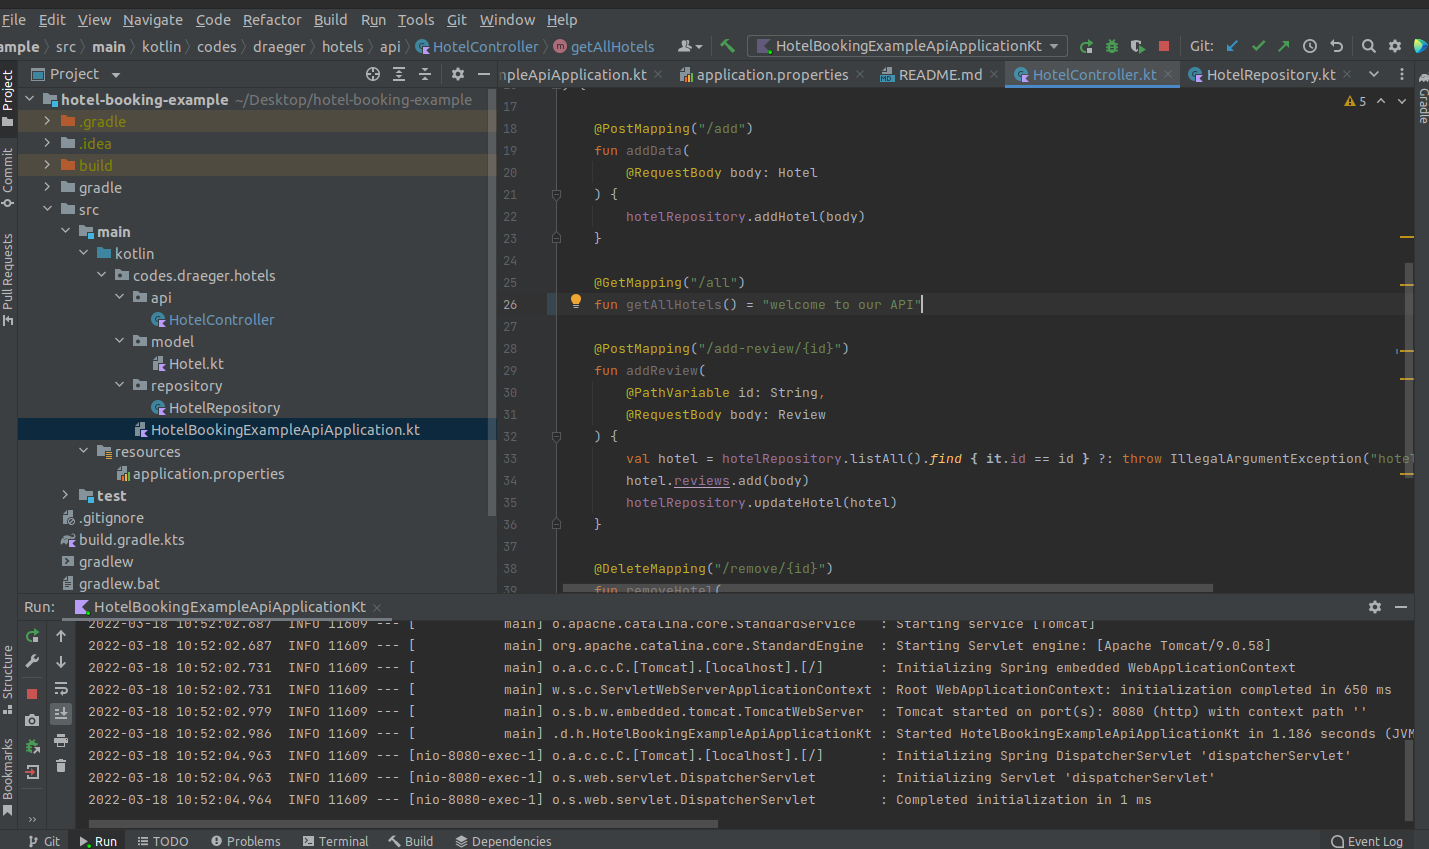 File Edit View Navigate Code Refactor Build Run Tools Git Window Help
ample src main kotlin codes draeger hotels api HotelController getAllHotels HotelBookingExampleApiApplicationKt Git:
Project npleApiApplication.kt application.properties README.md HotelController.kt HotelRepository.kt
Project
Commit
Pull Requests
Structure
Bookmarks
Gradle
hotel-booking-example ~/Desktop/hotel-booking-example
.gradle
.idea
build
gradle
src
main
kotlin
codes.draeger.hotels
api
HotelController
model
Hotel.kt
repository
HotelRepository
HotelBookingExampleApiApplication.kt
resources
application.properties
test
.gitignore
build.gradle.kts
gradlew
gradlew.bat
5
17
18 @PostMapping("/add")
19 fun addData(
20 @RequestBody body: Hotel
21 ) {
22 hotelRepository.addHotel(body)
23 }
24
25 @GetMapping("/all")
26 fun getAllHotels() = "welcome to our API"
27
28 @PostMapping("/add-review/{id}")
29 fun addReview(
30 @PathVariable id: String,
31 @RequestBody body: Review
32 ) {
33 val hotel = hotelRepository.listAll().find { it.id == id } ?: throw IllegalArgumentException("hotel
34 hotel.reviews.add(body)
35 hotelRepository.updateHotel(hotel)
36 }
37
38 @DeleteMapping("/remove/{id}")
39 fun removeHotel(
Run: HotelBookingExampleApiApplicationKt
2022-03-18 10:52:02.687 INFO 11609 --- [ main] o.apache.catalina.core.StandardService : Starting service [Tomcat]
2022-03-18 10:52:02.687 INFO 11609 --- [ main] org.apache.catalina.core.StandardEngine : Starting Servlet engine: [Apache Tomcat/9.0.58]
2022-03-18 10:52:02.731 INFO 11609 --- [ main] o.a.c.c.C.[Tomcat].[localhost].[/] : Initializing Spring embedded WebApplicationContext
2022-03-18 10:52:02.731 INFO 11609 --- [ main] w.s.c.ServletWebServerApplicationContext : Root WebApplicationContext: initialization completed in 650 ms
2022-03-18 10:52:02.979 INFO 11609 --- [ main] o.s.b.w.embedded.tomcat.TomcatWebServer : Tomcat started on port(s): 8080 (http) with context path ''
2022-03-18 10:52:02.986 INFO 11609 --- [ main] .d.h.HotelBookingExampleApiApplicationKt : Started HotelBookingExampleApiApplicationKt in 1.186 seconds (JVM
2022-03-18 10:52:04.963 INFO 11609 --- [nio-8080-exec-1] o.a.c.c.C.[Tomcat].[localhost].[/] : Initializing Spring DispatcherServlet 'dispatcherServlet'
2022-03-18 10:52:04.963 INFO 11609 --- [nio-8080-exec-1] o.s.web.servlet.DispatcherServlet : Initializing Servlet 'dispatcherServlet'
2022-03-18 10:52:04.964 INFO 11609 --- [nio-8080-exec-1] o.s.web.servlet.DispatcherServlet : Completed initialization in 1 ms
Git Run TODO Problems Terminal Build Dependencies Event Log